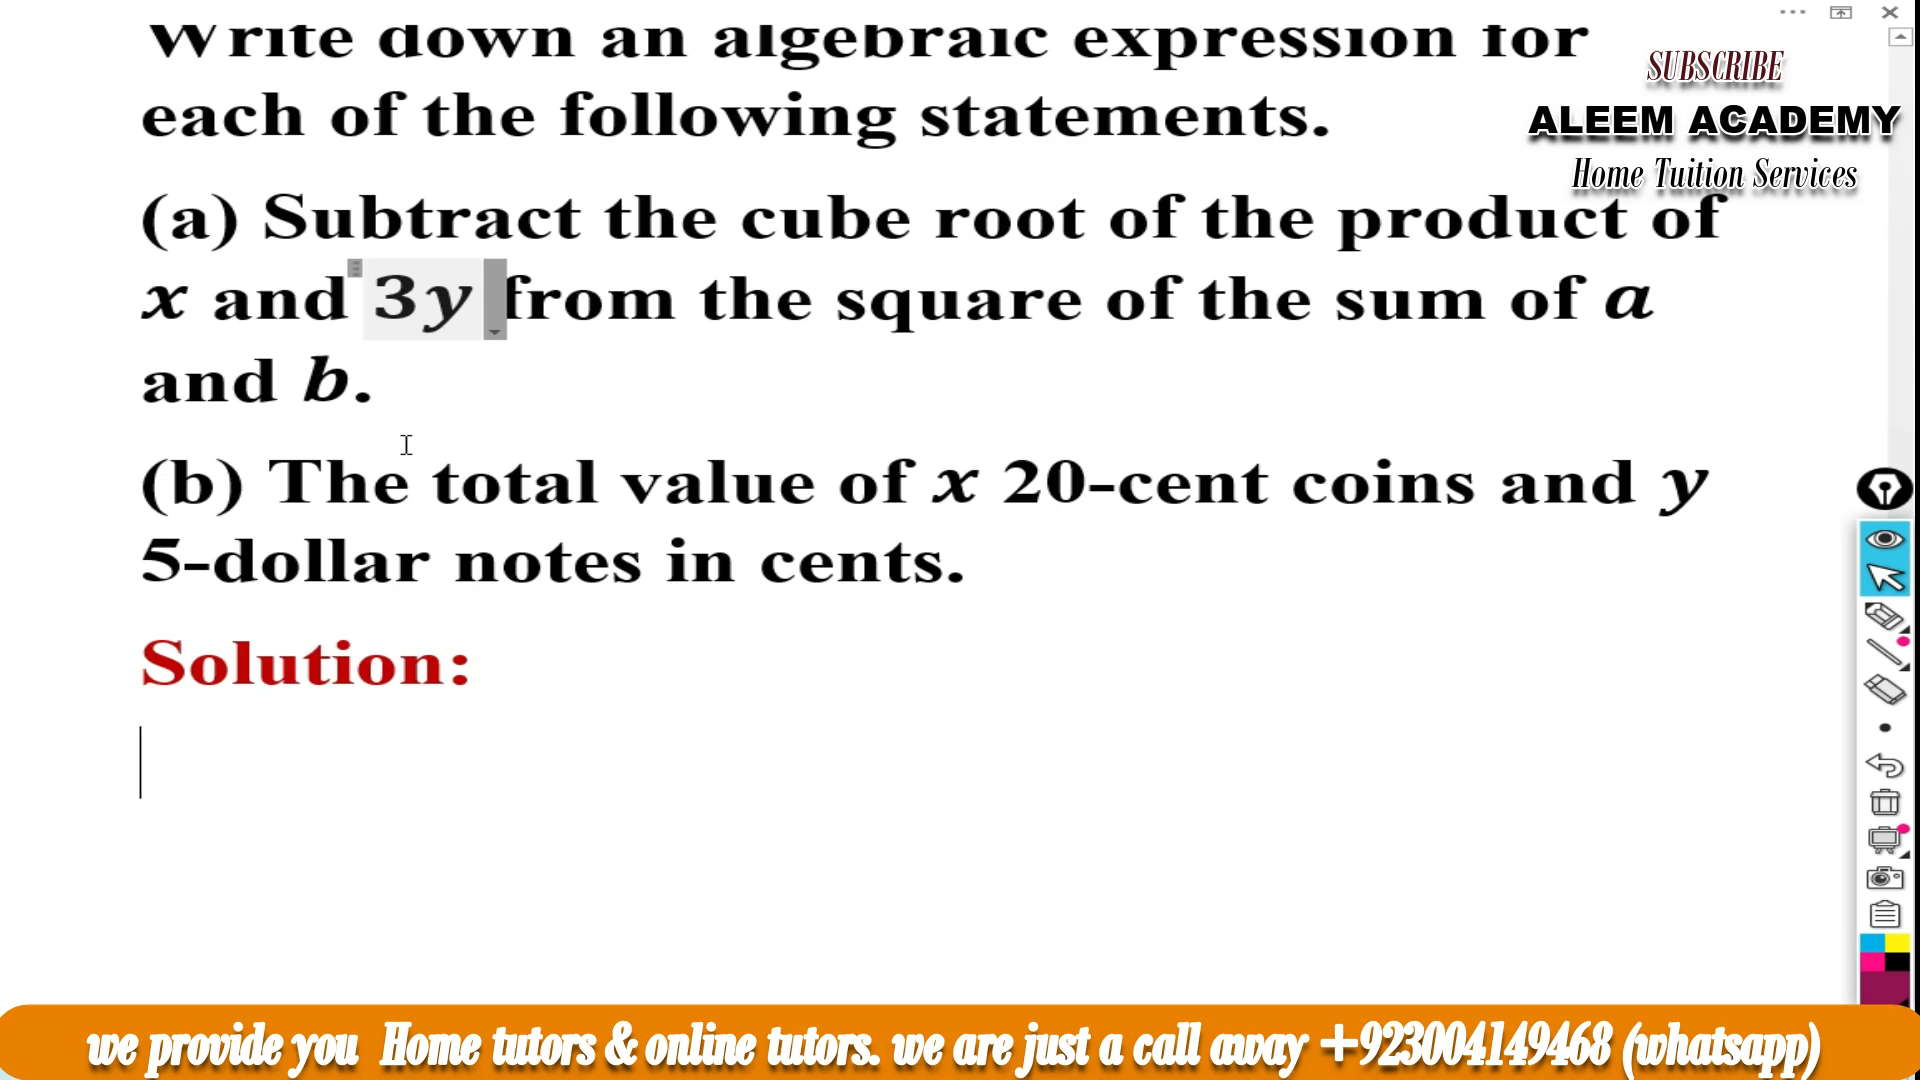 Write down an algebraic expression for
each of the following statements.
(a) Subtract the cube root of the product of
x and 3y from the square of the sum of a
and b.
(b) The total value of x 20-cent coins and y
5-dollar notes in cents.
Solution:
SUBSCRIBE
ALEEM ACADEMY
Home Tuition Services
we provide you Home tutors & online tutors. we are just a call away +923004149468 (whatsapp)